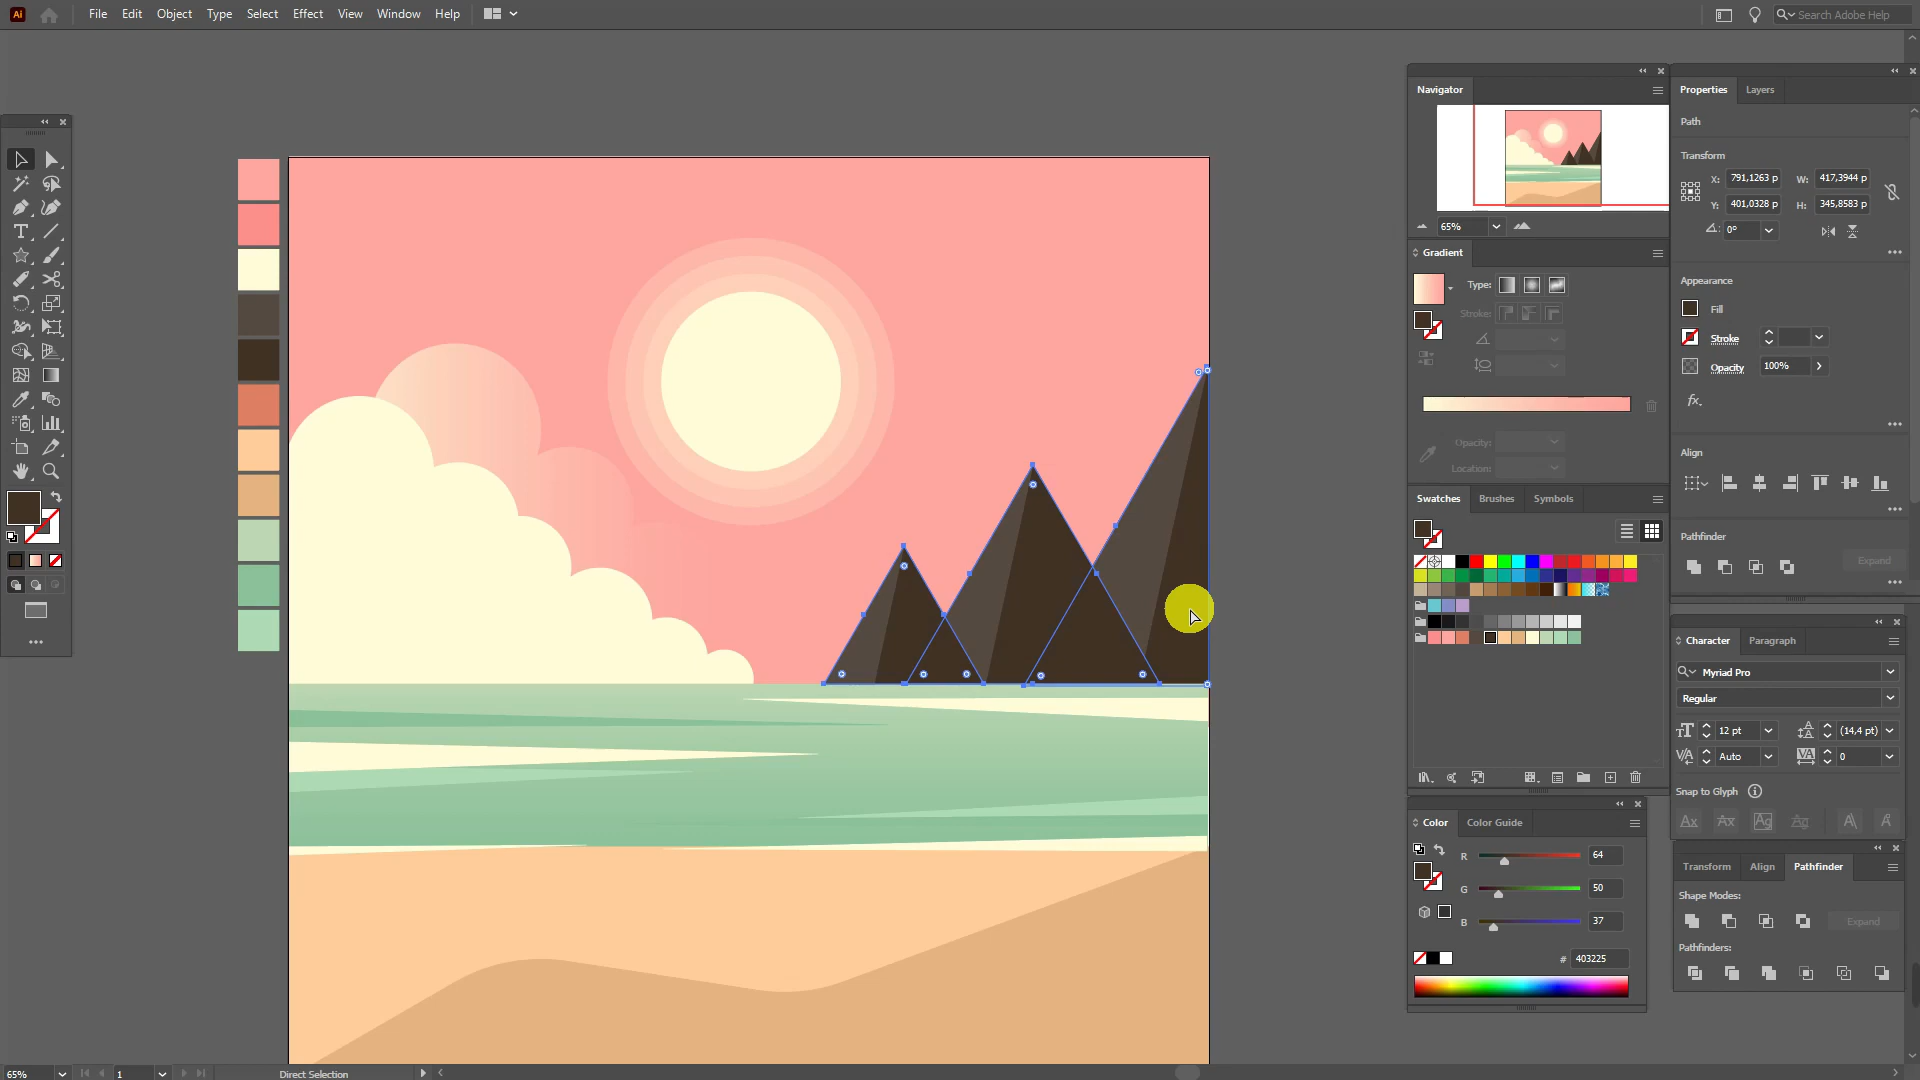 Ai File Edit Object Type Select Effect View Window Help Search Adobe Help
Navigator
Properties Layers
Path
Transform
X: 791,1263 p W: 417,3944 p
Y: 401,0328 p H: 345,8583 p
65% 0°
Gradient
Type:
Stroke:
Opacity:
Location:
Appearance
Fill
Stroke
Opacity 100%
fx.
Align
Swatches Brushes Symbols
Pathfinder
Expand
Character Paragraph
Myriad Pro
Regular
12 pt (14,4 pt)
Auto 0
Snap to Glyph
Color Color Guide
R 64
G 50
B 37
# 403225
Transform Align Pathfinder
Shape Modes:
Expand
Pathfinders:
65% 1 Direct Selection